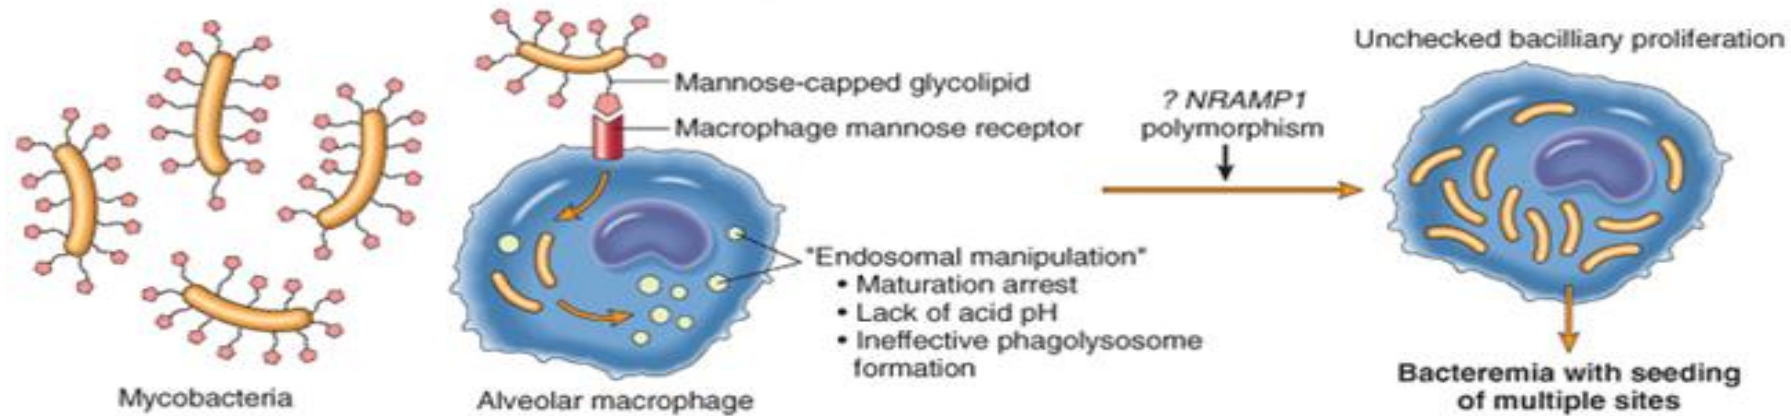 Mannose-capped glycolipid
Macrophage mannose receptor
"Endosomal manipulation"
• Maturation arrest
• Lack of acid pH
• Ineffective phagolysosome
formation
Mycobacteria
Alveolar macrophage
? NRAMP1
polymorphism
Unchecked bacilliary proliferation
Bacteremia with seeding
of multiple sites